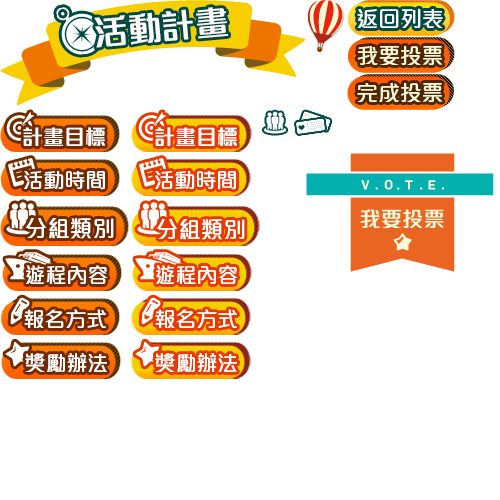 活動計畫
返回列表
我要投票
完成投票
計畫目標
計畫目標
活動時間
活動時間
V.O.T.E.
我要投票
分組類別
分組類別
遊程內容
遊程內容
報名方式
報名方式
獎勵辦法
獎勵辦法